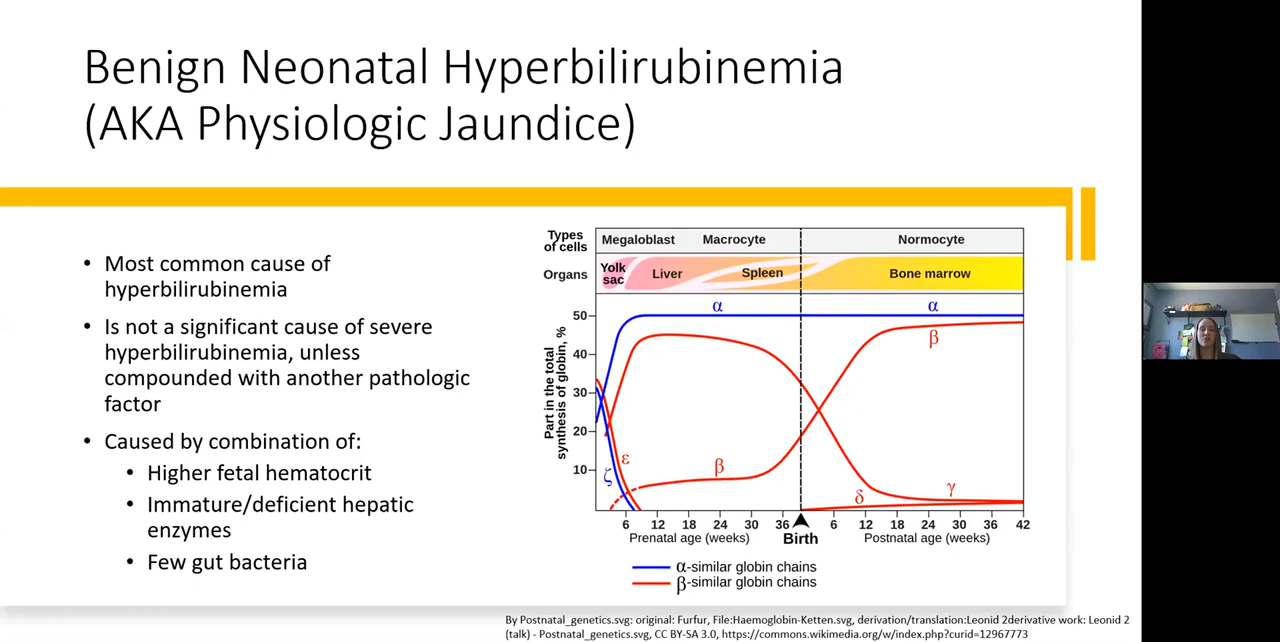 Benign Neonatal Hyperbilirubinemia
(AKA Physiologic Jaundice)
• Most common cause of
hyperbilirubinemia
• Is not a significant cause of severe
hyperbilirubinemia, unless
compounded with another pathologic
factor
• Caused by combination of:
• Higher fetal hematocrit
• Immature/deficient hepatic
enzymes
• Few gut bacteria
Types
of cells
Megaloblast Macrocyte Normocyte
Organs
Yolk
sac
Liver Spleen Bone marrow
Part in the total
synthesis of globin, %
50
40
30
20
10
α α
β
ε
ζ
β
δ γ
6 12 18 24 30 36 6 12 18 24 30 36 42
Prenatal age (weeks) Birth Postnatal age (weeks)
α-similar globin chains
β-similar globin chains
By Postnatal_genetics.svg: original: Furfur, File:Haemoglobin-Ketten.svg, derivation/translation:Leonid 2derivative work: Leonid 2
(talk) - Postnatal_genetics.svg, CC BY-SA 3.0, https://commons.wikimedia.org/w/index.php?curid=12967773